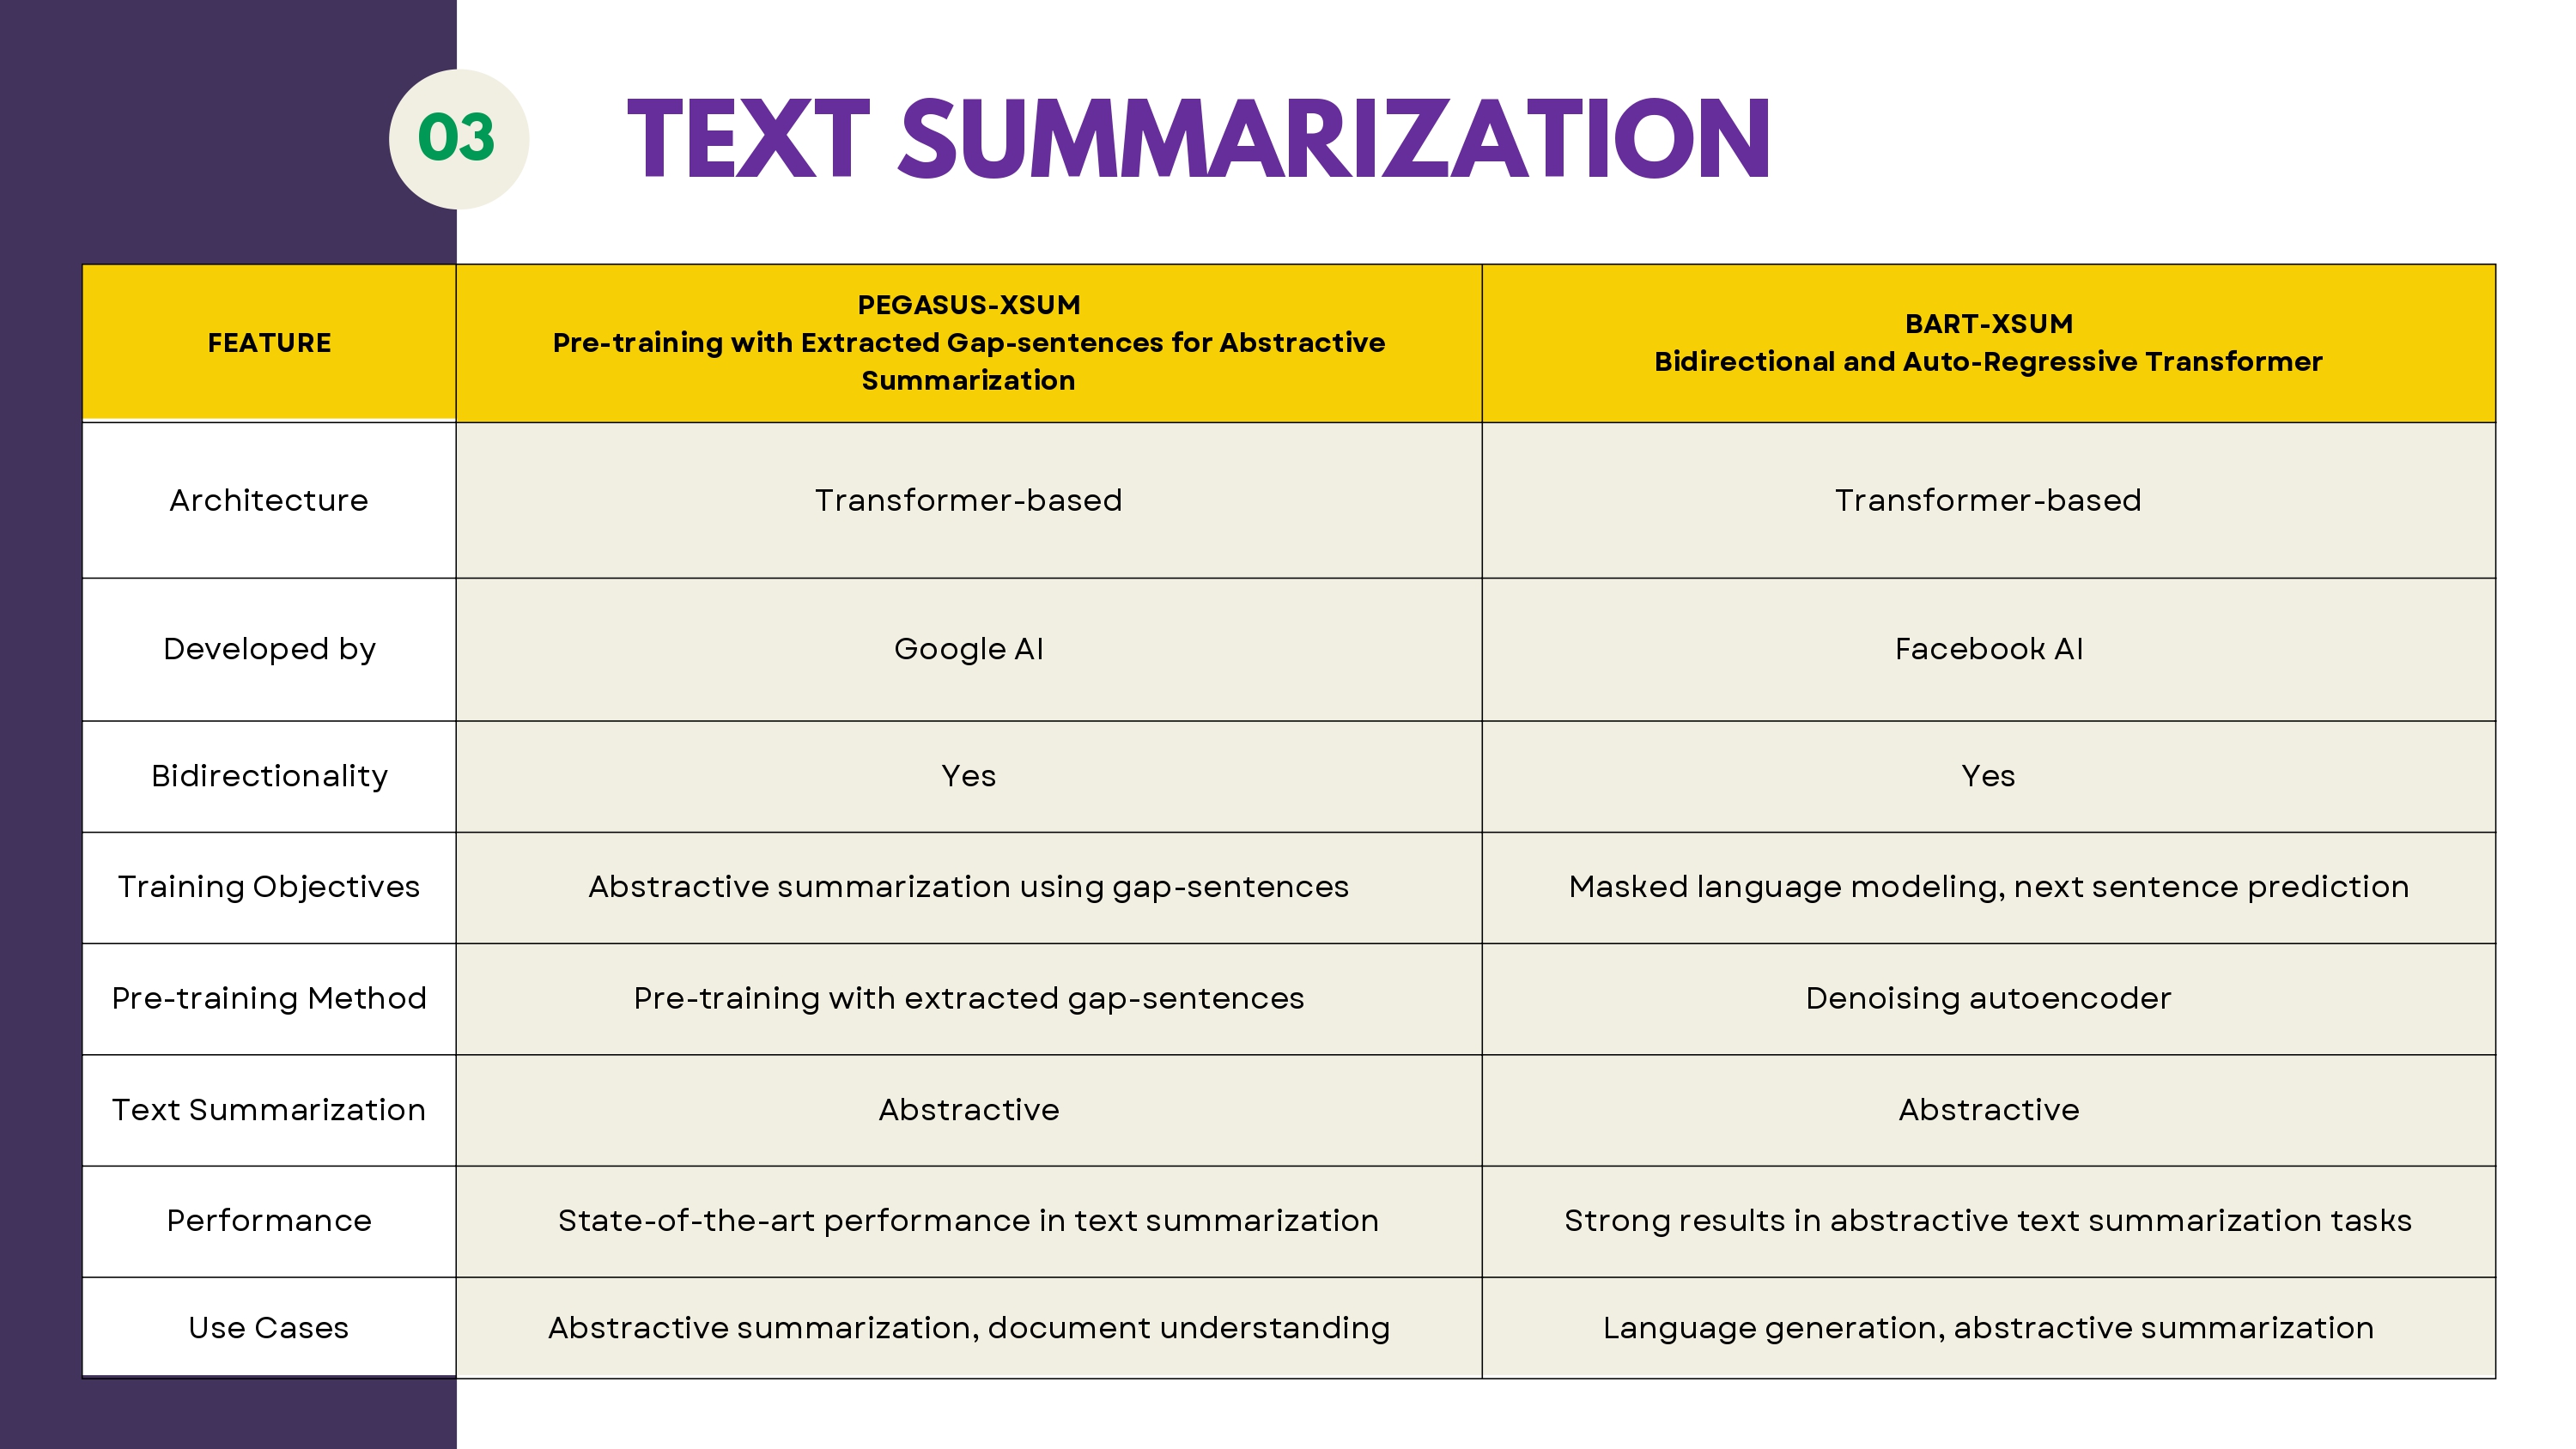 03
TEXT SUMMARIZATION
FEATURE
PEGASUS-XSUM
Pre-training with Extracted Gap-sentences for Abstractive
Summarization
BART-XSUM
Bidirectional and Auto-Regressive Transformer
Architecture
Transformer-based
Transformer-based
Developed by
Google AI
Facebook AI
Bidirectionality
Yes
Yes
Training Objectives
Abstractive summarization using gap-sentences
Masked language modeling, next sentence prediction
Pre-training Method
Pre-training with extracted gap-sentences
Denoising autoencoder
Text Summarization
Abstractive
Abstractive
Performance
State-of-the-art performance in text summarization
Strong results in abstractive text summarization tasks
Use Cases
Abstractive summarization, document understanding
Language generation, abstractive summarization